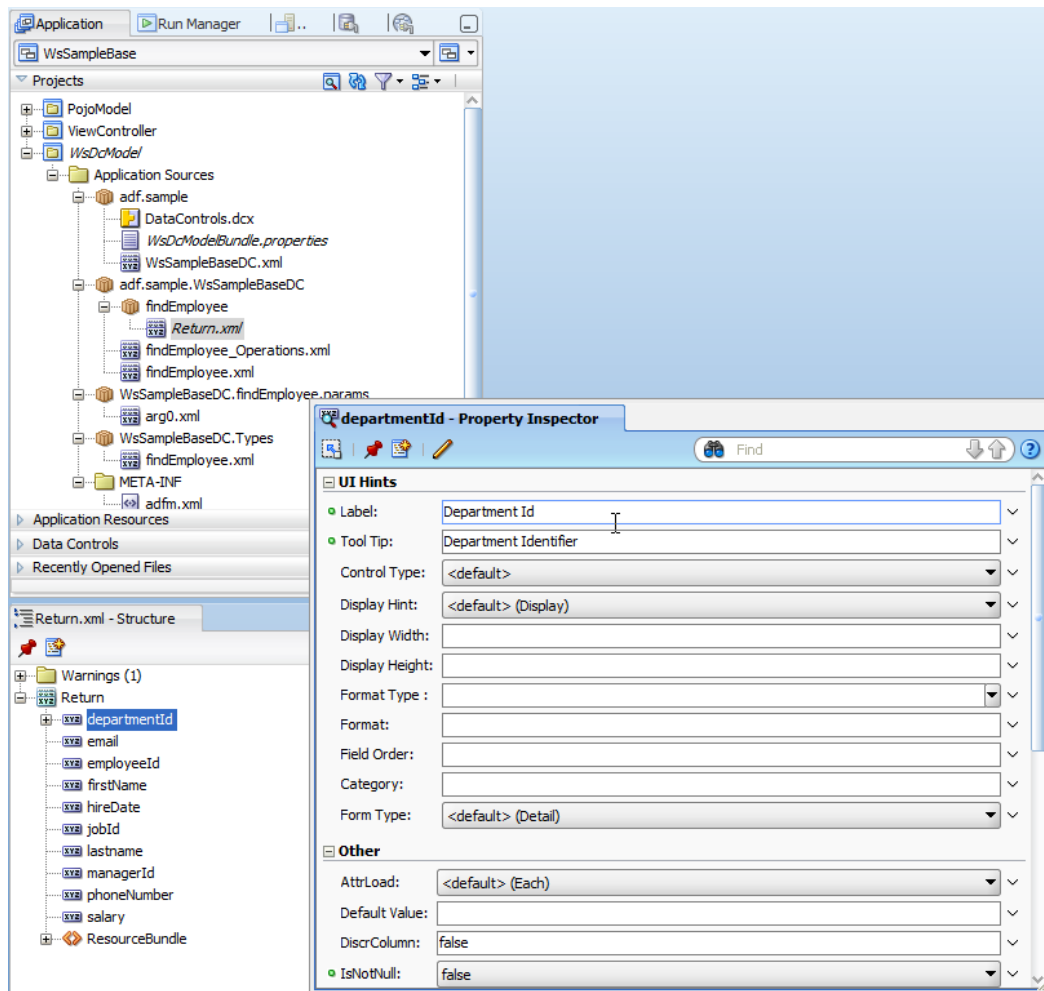 Application
Run Manager
..
WsSampleBase
Projects
PojoModel
ViewController
WsDcModel
Application Sources
adf.sample
DataControls.dcx
WsDcModelBundle.properties
WsSampleBaseDC.xml
adf.sample.WsSampleBaseDC
findEmployee
Return.xml
findEmployee_Operations.xml
findEmployee.xml
WsSampleBaseDC.findEmployee.params
arg0.xml
WsSampleBaseDC.Types
findEmployee.xml
META-INF
adfm.xml
Application Resources
Data Controls
Recently Opened Files
Return.xml - Structure
Warnings (1)
Return
departmentId
email
employeeId
firstName
hireDate
jobId
lastname
managerId
phoneNumber
salary
ResourceBundle
departmentId - Property Inspector
Find
UI Hints
Label: Department Id
Tool Tip: Department Identifier
Control Type: <default>
Display Hint: <default> (Display)
Display Width:
Display Height:
Format Type :
Format:
Field Order:
Category:
Form Type: <default> (Detail)
Other
AttrLoad: <default> (Each)
Default Value:
DiscrColumn: false
IsNotNull: false